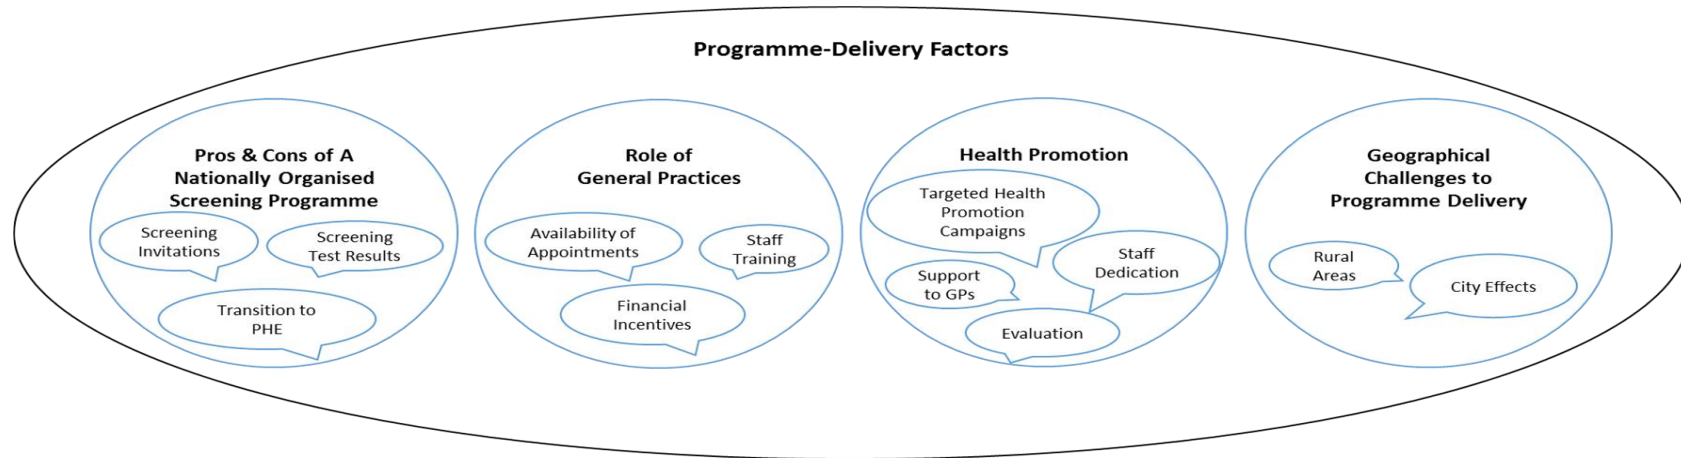 Programme-Delivery Factors
Pros & Cons of A
Nationally Organised
Screening Programme
Screening
Invitations
Screening
Test Results
Transition to
PHE
Role of
General Practices
Availability of
Appointments
Staff
Training
Financial
Incentives
Health Promotion
Targeted Health
Promotion
Campaigns
Staff
Dedication
Support
to GPs
Evaluation
Geographical
Challenges to
Programme Delivery
Rural
Areas
City Effects